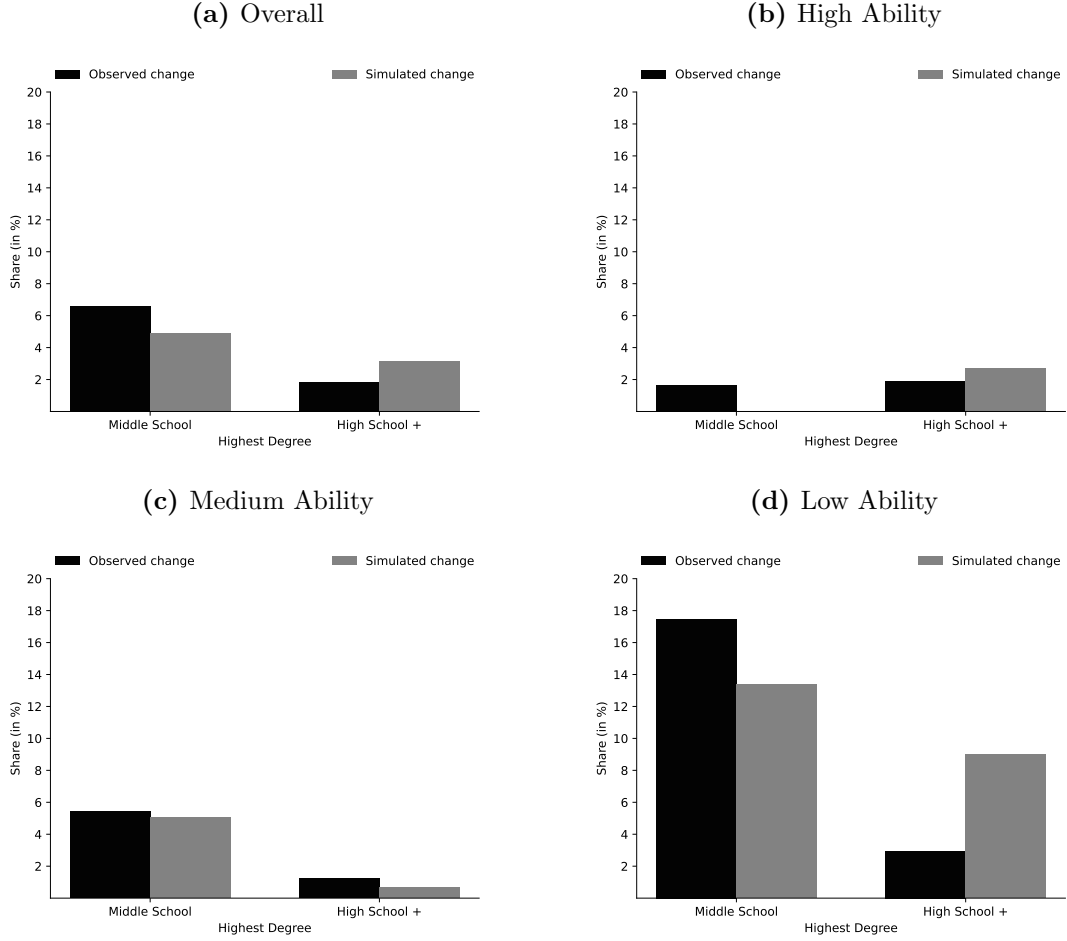 (a) Overall
Observed change
Simulated change
20
18
16
14
12
10
8
6
4
2
Share (in %)
Middle School
High School +
Highest Degree
(b) High Ability
Observed change
Simulated change
20
18
16
14
12
10
8
6
4
2
Share (in %)
Middle School
High School +
Highest Degree
(c) Medium Ability
Observed change
Simulated change
20
18
16
14
12
10
8
6
4
2
Share (in %)
Middle School
High School +
Highest Degree
(d) Low Ability
Observed change
Simulated change
20
18
16
14
12
10
8
6
4
2
Share (in %)
Middle School
High School +
Highest Degree